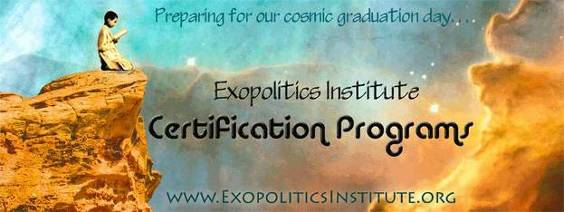 Preparing for our cosmic graduation day. . . .
Exopolitics Institute
Certification Programs
www.ExopoliticsInstitute.org